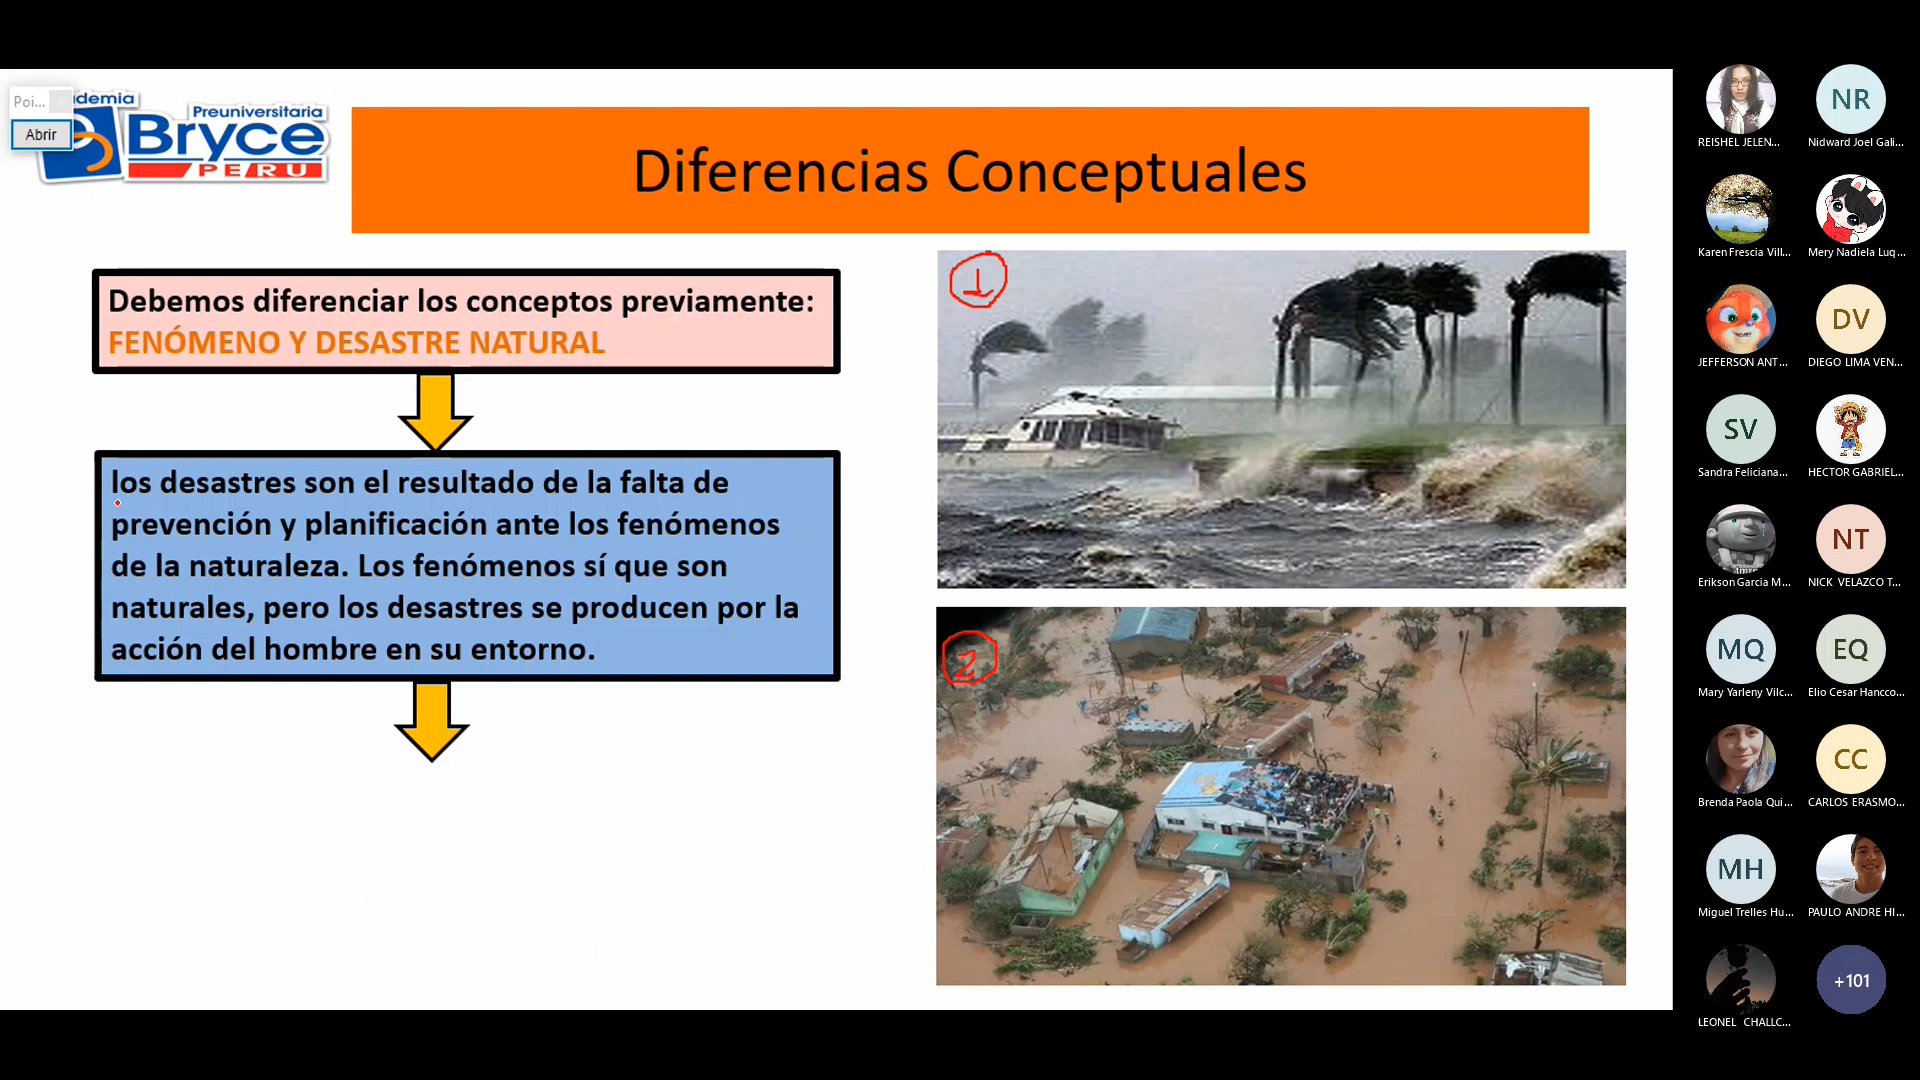 Poi...
Abrir
Preuniversitaria
Bryce
PERU
Diferencias Conceptuales
Debemos diferenciar los conceptos previamente:
FENÓMENO Y DESASTRE NATURAL
los desastres son el resultado de la falta de
prevención y planificación ante los fenómenos
de la naturaleza. Los fenómenos sí que son
naturales, pero los desastres se producen por la
acción del hombre en su entorno.
1
2
REISHEL JELEN...
NR
Nidward Joel Gali...
Karen Frescia Vill...
Mery Nadiela Luq...
JEFFERSON ANT...
DV
DIEGO LIMA VEN...
SV
Sandra Feliciana...
HECTOR GABRIEL...
Erikson Garcia M...
NT
NICK VELAZCO T...
MQ
Mary Yarleny Vilc...
EQ
Elio Cesar Hancco...
Brenda Paola Qui...
CC
CARLOS ERASMO...
MH
Miguel Trelles Hu...
PAULO ANDRE HI...
LEONEL CHALLC...
+101